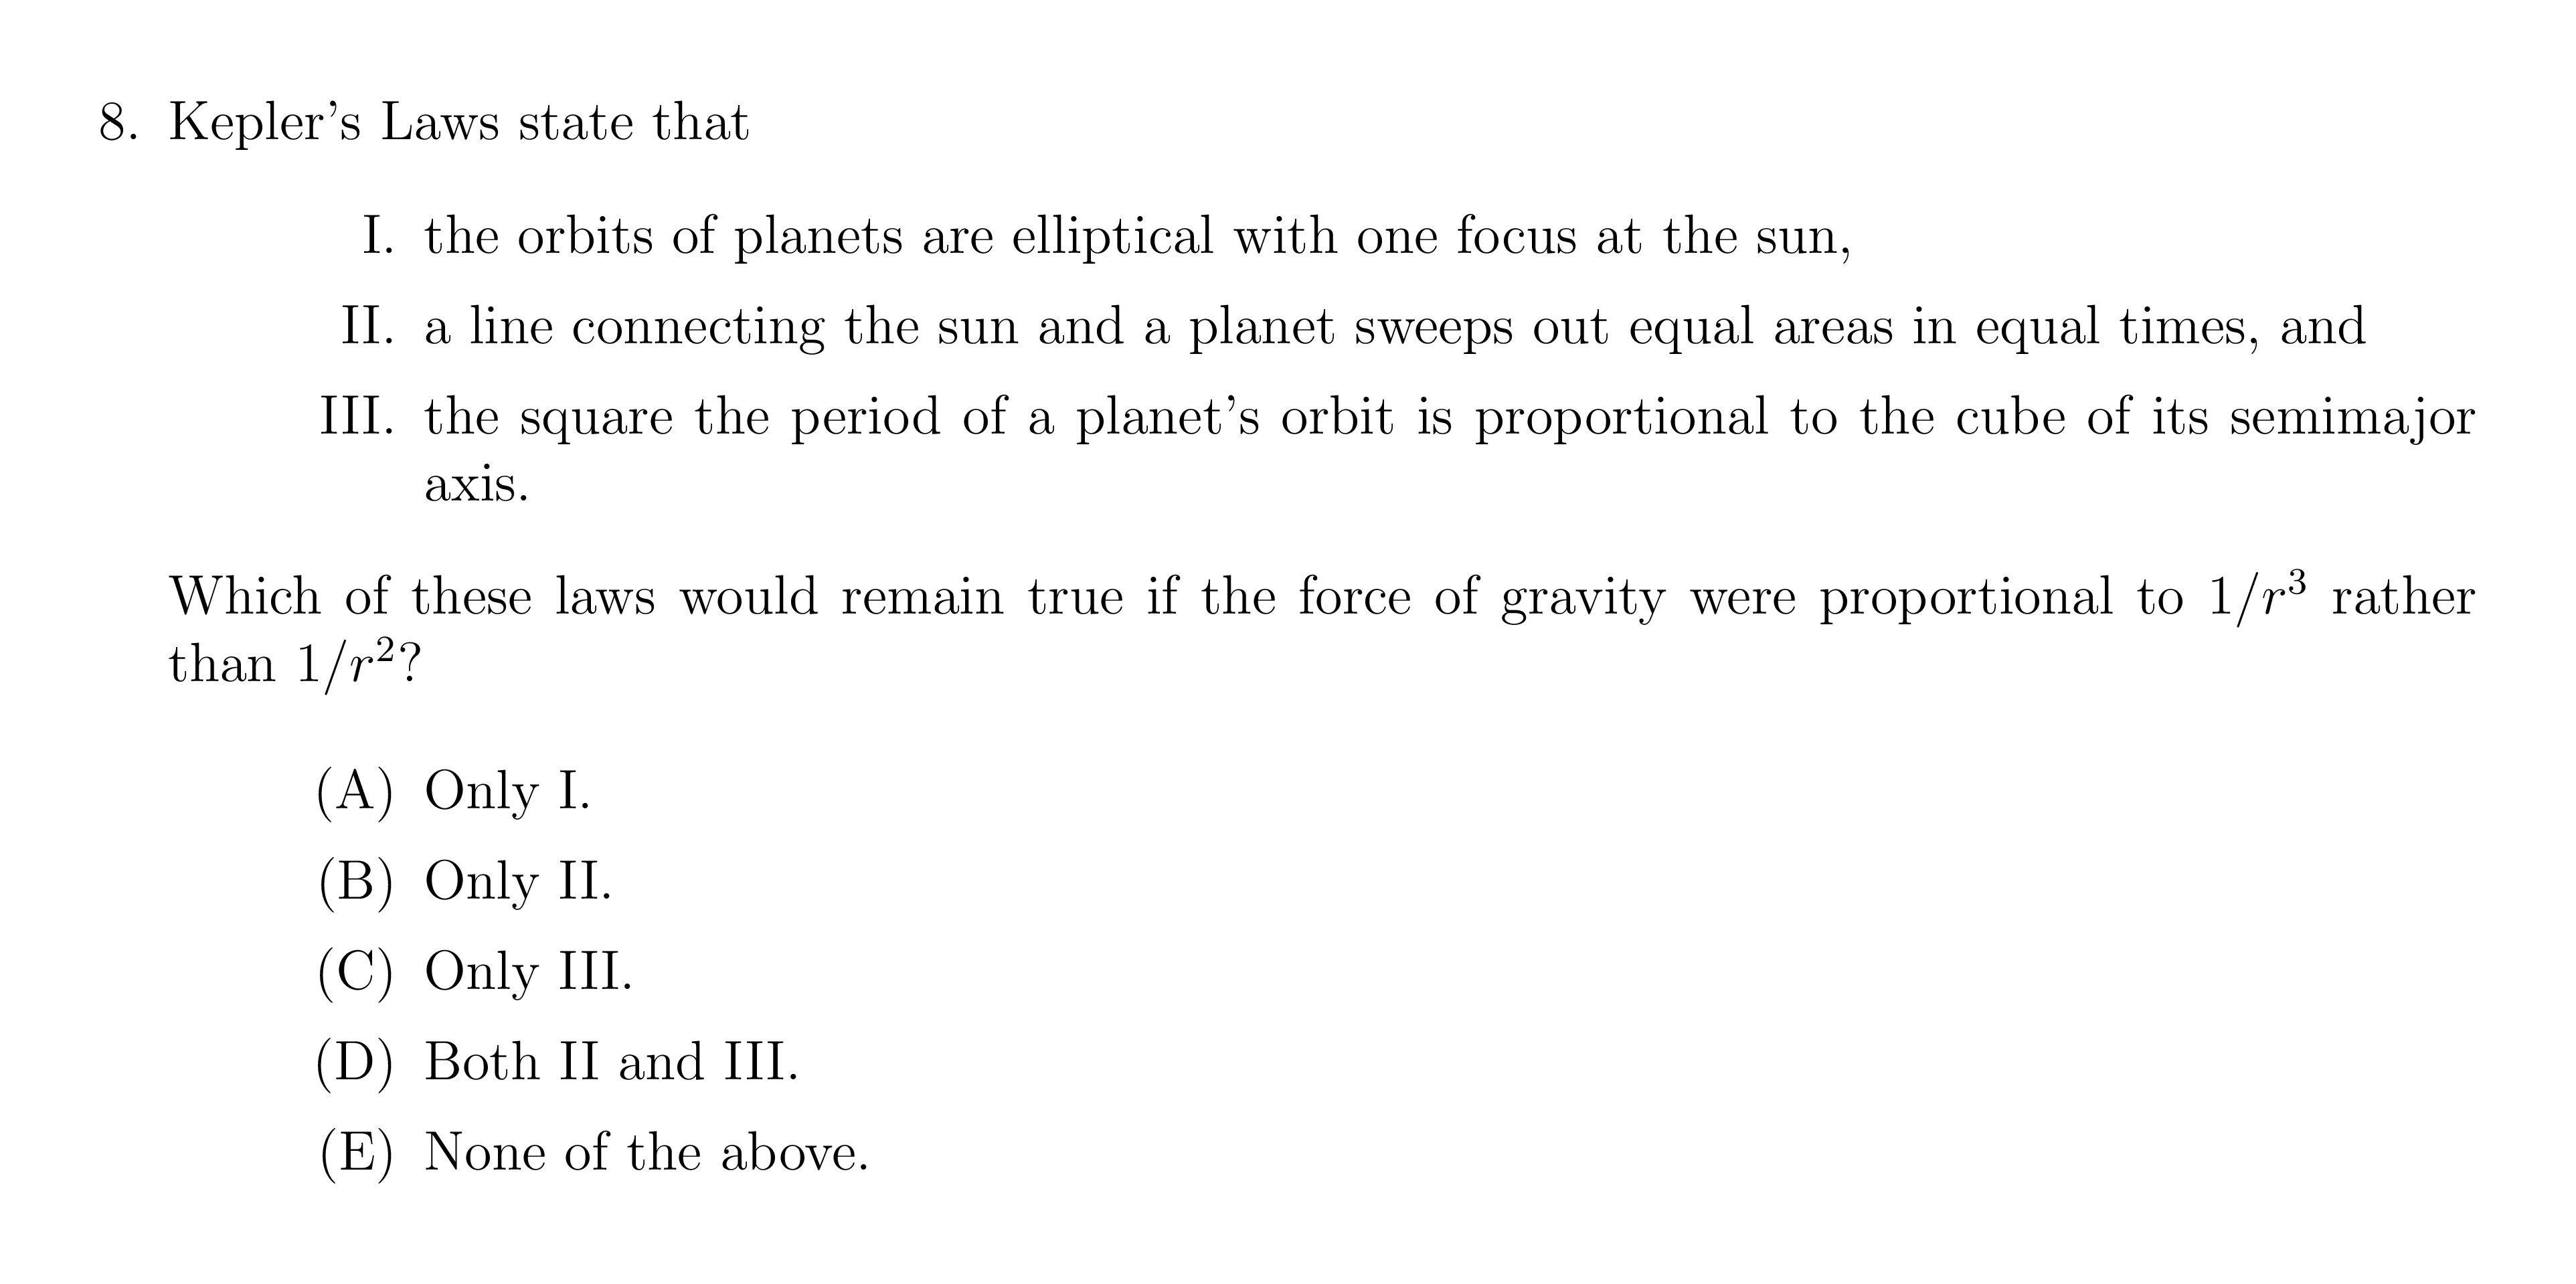 8. Kepler's Laws state that
I. the orbits of planets are elliptical with one focus at the sun,
II. a line connecting the sun and a planet sweeps out equal areas in equal times, and
III. the square the period of a planet's orbit is proportional to the cube of its semimajor
axis.
Which of these laws would remain true if the force of gravity were proportional to 1/r³ rather
than 1/r²?
(A) Only I.
(B) Only II.
(C) Only III.
(D) Both II and III.
(E) None of the above.